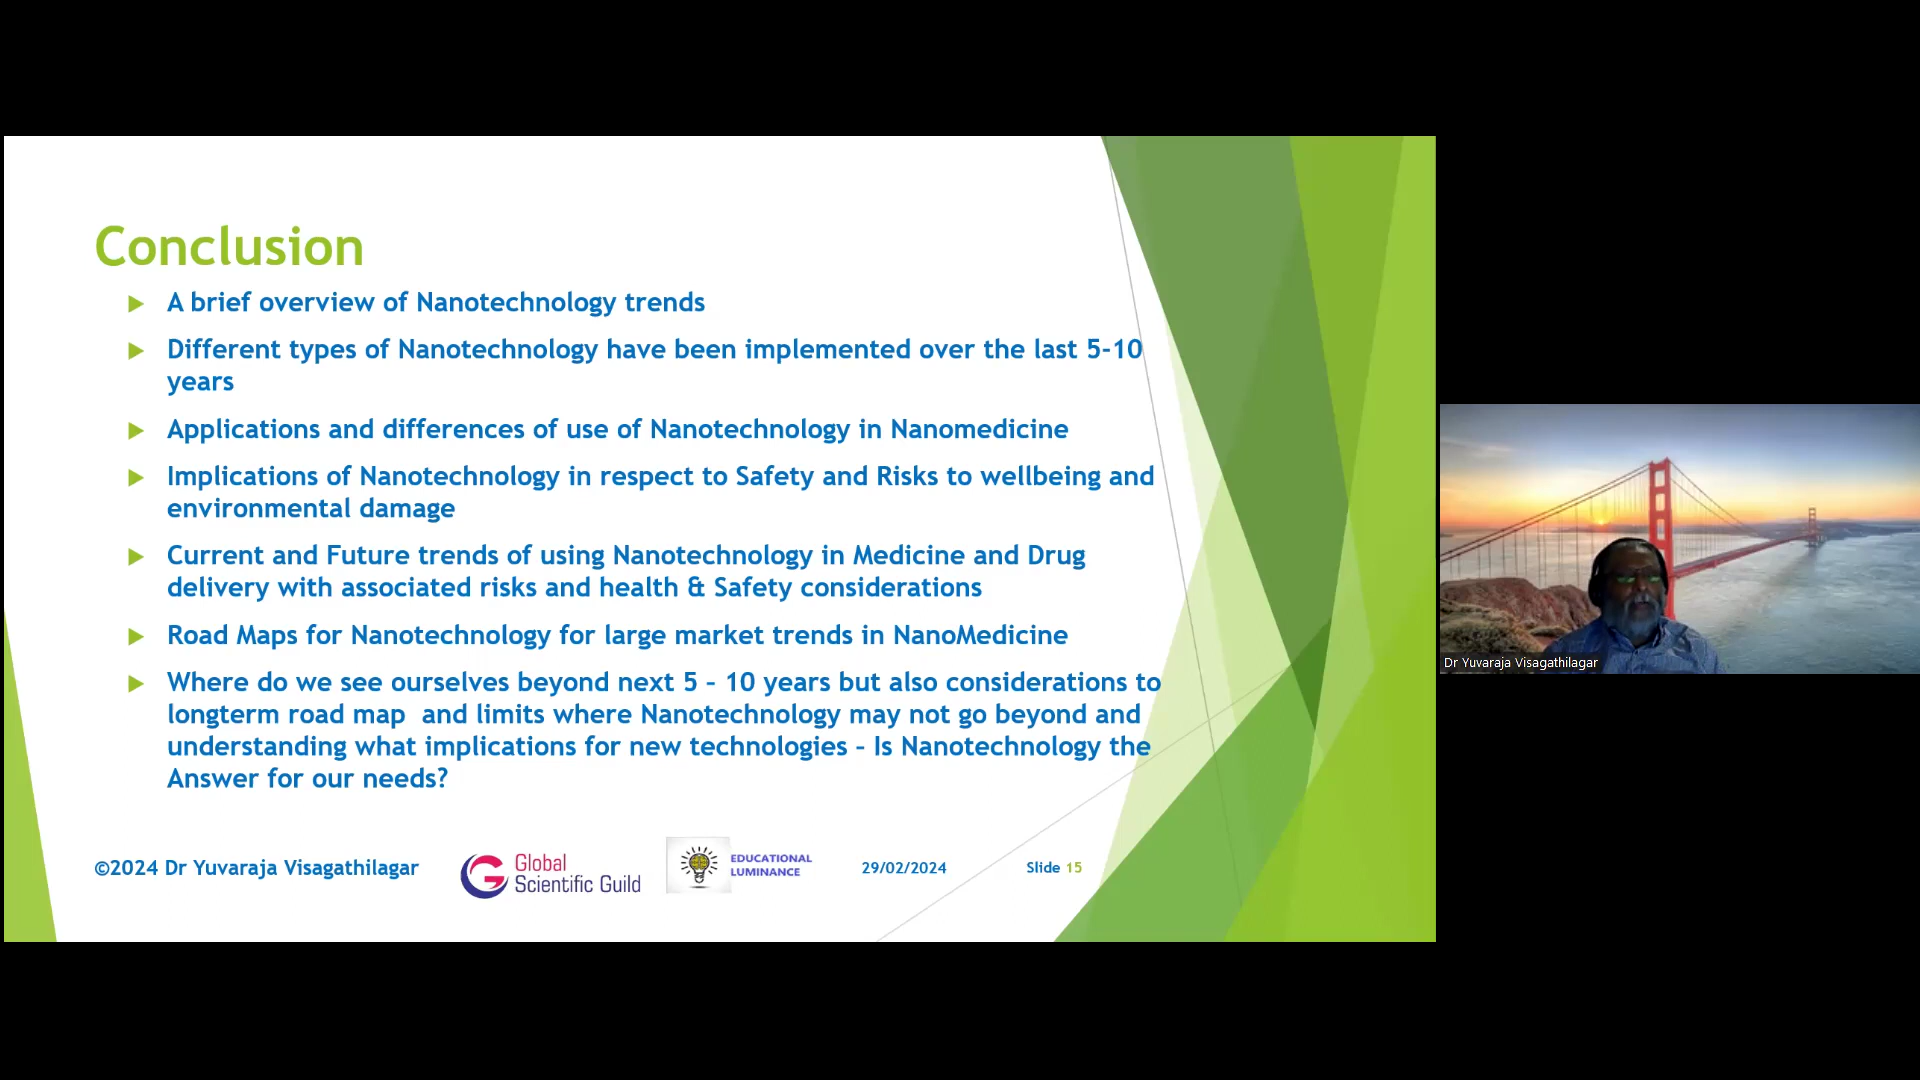 Conclusion
A brief overview of Nanotechnology trends
Different types of Nanotechnology have been implemented over the last 5-10
years
Applications and differences of use of Nanotechnology in Nanomedicine
Implications of Nanotechnology in respect to Safety and Risks to wellbeing and
environmental damage
Current and Future trends of using Nanotechnology in Medicine and Drug
delivery with associated risks and health & Safety considerations
Road Maps for Nanotechnology for large market trends in NanoMedicine
Where do we see ourselves beyond next 5 – 10 years but also considerations to
longterm road map  and limits where Nanotechnology may not go beyond and
understanding what implications for new technologies – Is Nanotechnology the
Answer for our needs?
©2024 Dr Yuvaraja Visagathilagar
Global
Scientific Guild
EDUCATIONAL
LUMINANCE
29/02/2024
Slide 15
Dr Yuvaraja Visagathilagar